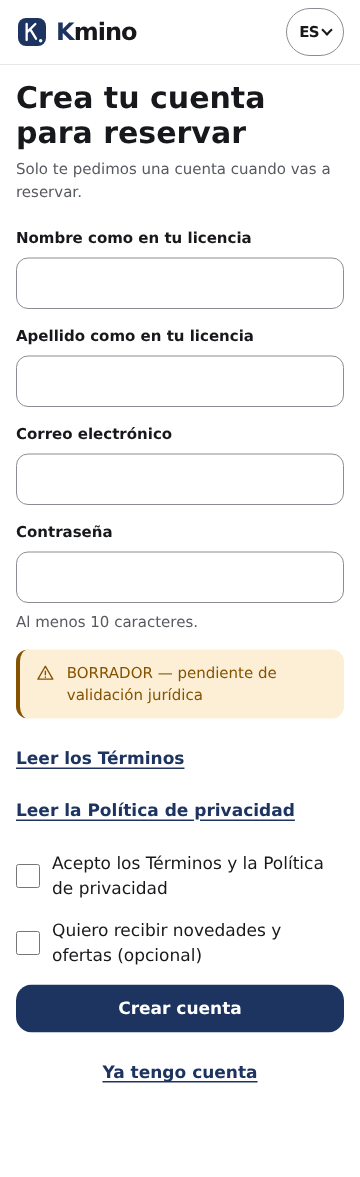 K. Kmino
ES
Crea tu cuenta
para reservar
Solo te pedimos una cuenta cuando vas a
reservar.
Nombre como en tu licencia
Apellido como en tu licencia
Correo electrónico
Contraseña
Al menos 10 caracteres.
BORRADOR — pendiente de
validación jurídica
Leer los Términos
Leer la Política de privacidad
Acepto los Términos y la Política
de privacidad
Quiero recibir novedades y
ofertas (opcional)
Crear cuenta
Ya tengo cuenta